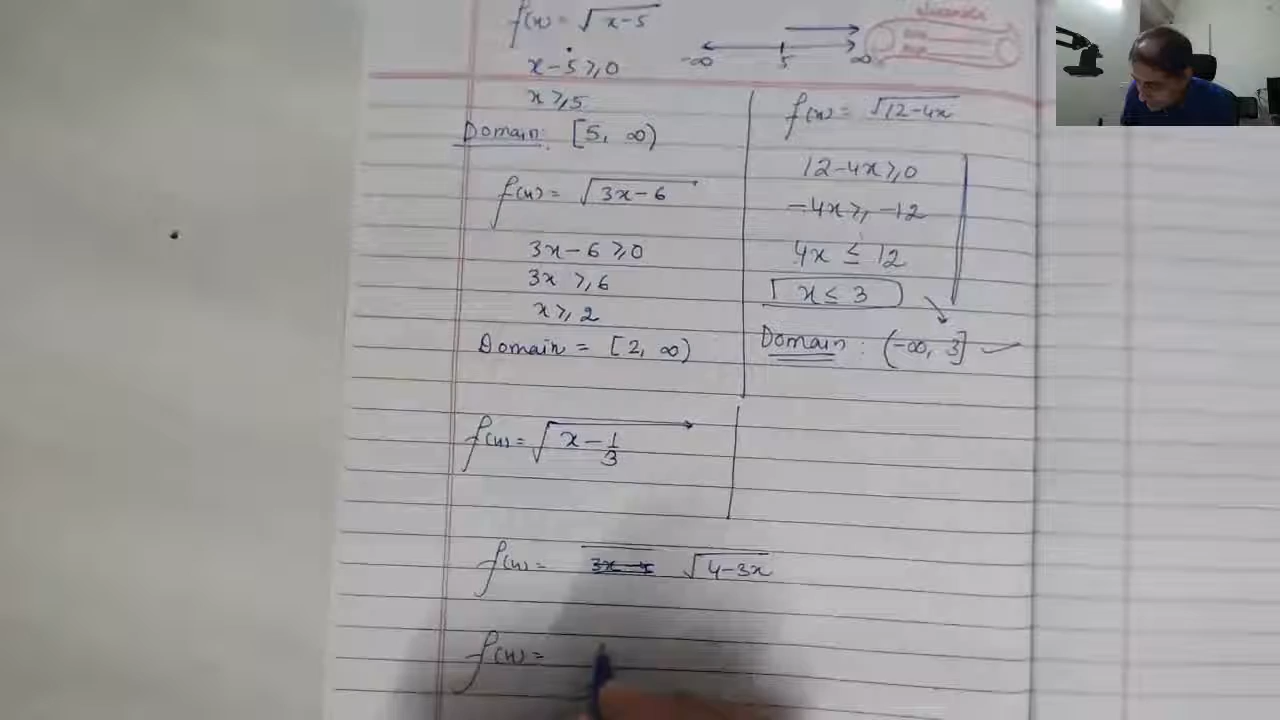 f(x) = √x-5
x-5≥0
x≥5
Domain: [5, ∞)
-∞ 5 ∞
f(x) = √3x-6
3x-6≥0
3x ≥6
x≥2
Domain = [2, ∞)
f(x) = √12-4x
12-4x≥0
-4x≥-12
4x ≤ 12
x ≤ 3
Domain: (-∞, 3]
f(x) = √x - 1/3
f(x) = √4-3x
f(x) =